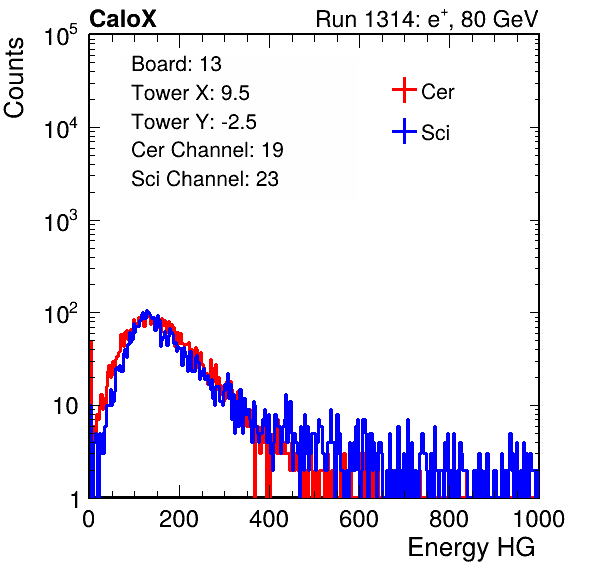 CaloX Run 1314: e⁺, 80 GeV
Counts
Board: 13
Tower X: 9.5
Tower Y: -2.5
Cer Channel: 19
Sci Channel: 23
Cer
Sci
10⁵
10⁴
10³
10²
10
1
0 200 400 600 800 1000
Energy HG